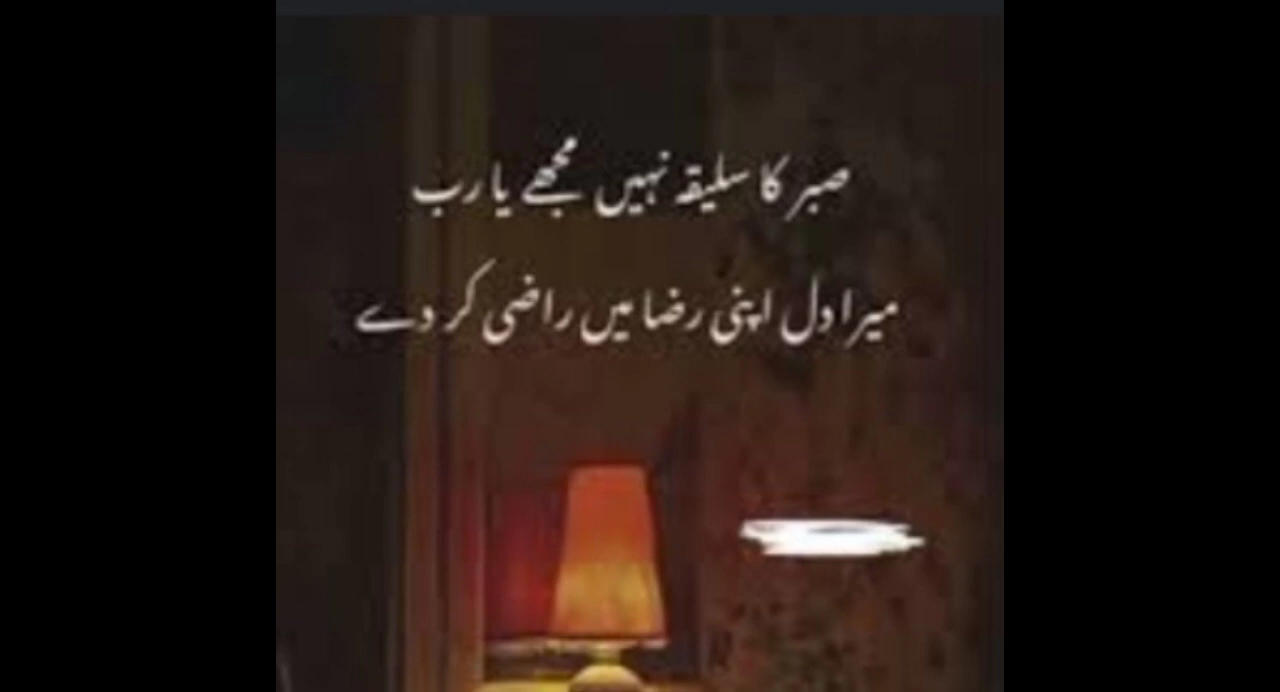 صبر کا سلیقہ نہیں مجھے یا رب
میرا دل اپنی رضا میں راضی کر دے